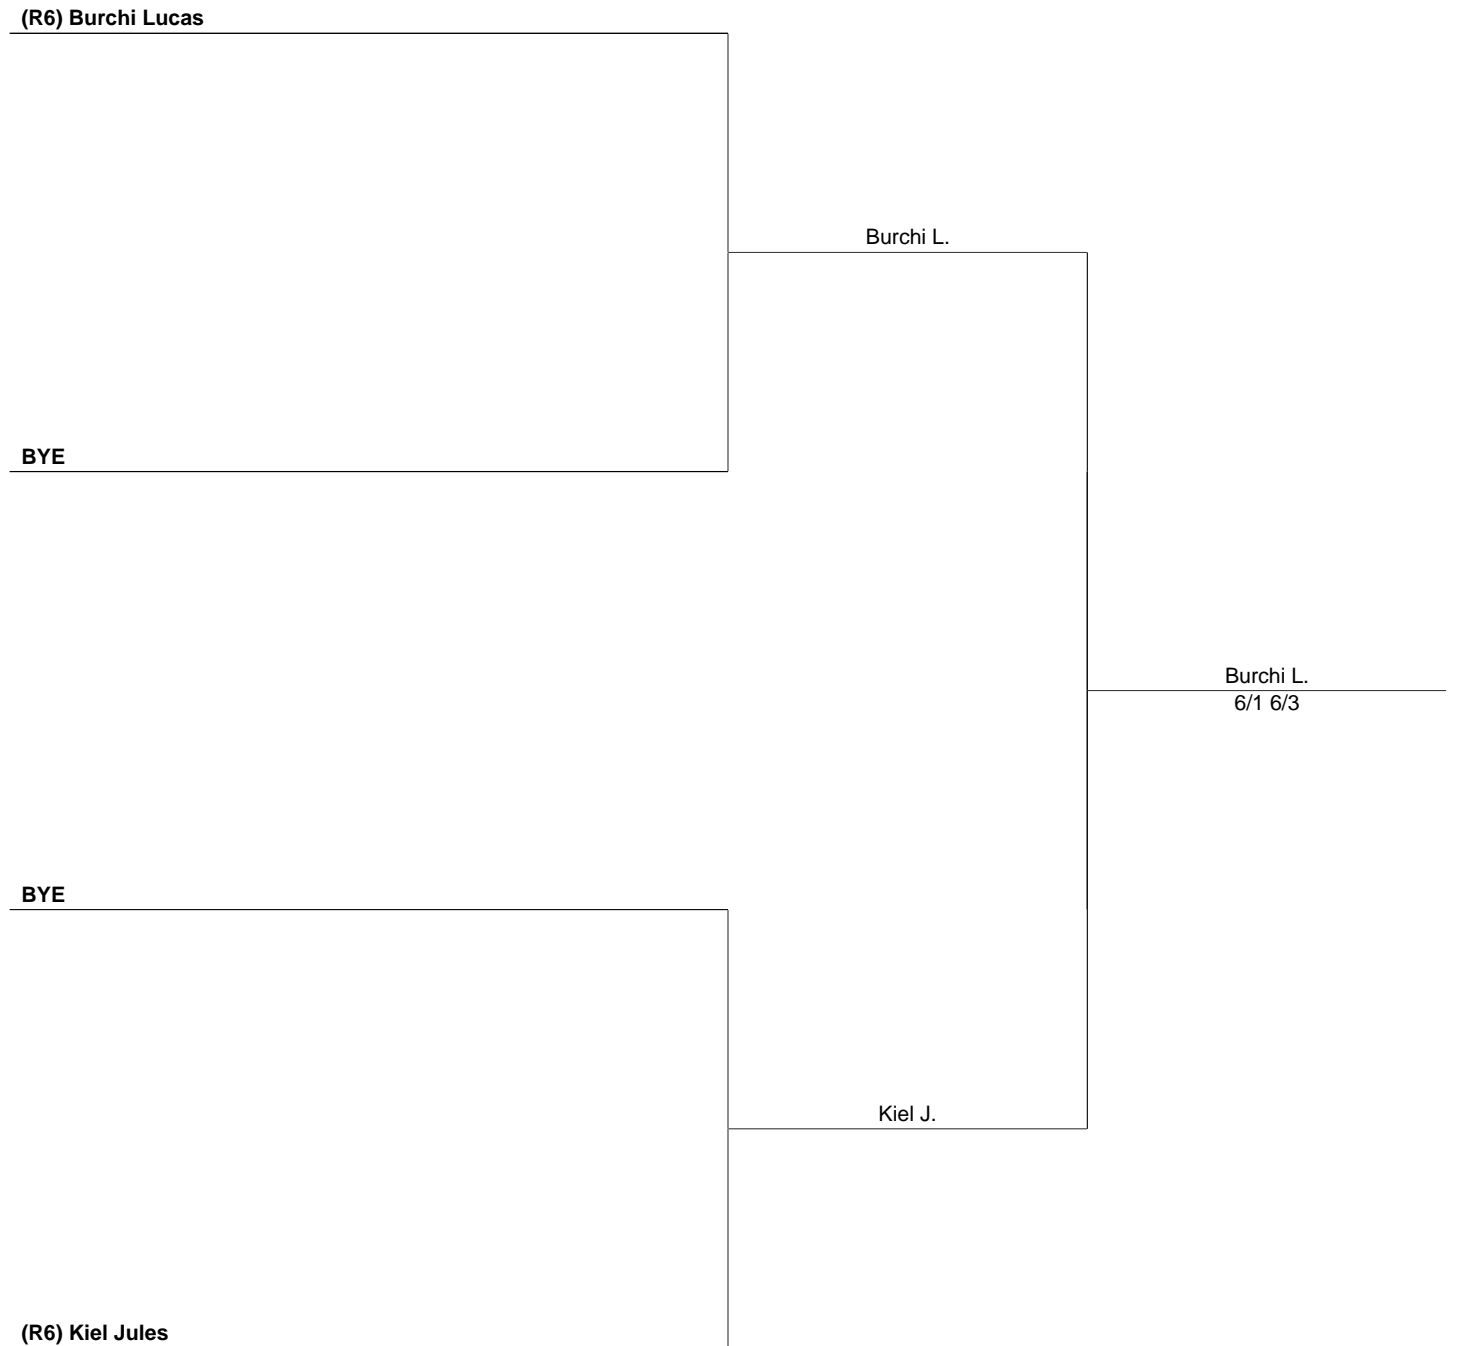 (R6) Burchi Lucas
Burchi L.
BYE
Burchi L.
6/1 6/3
BYE
Kiel J.
(R6) Kiel Jules